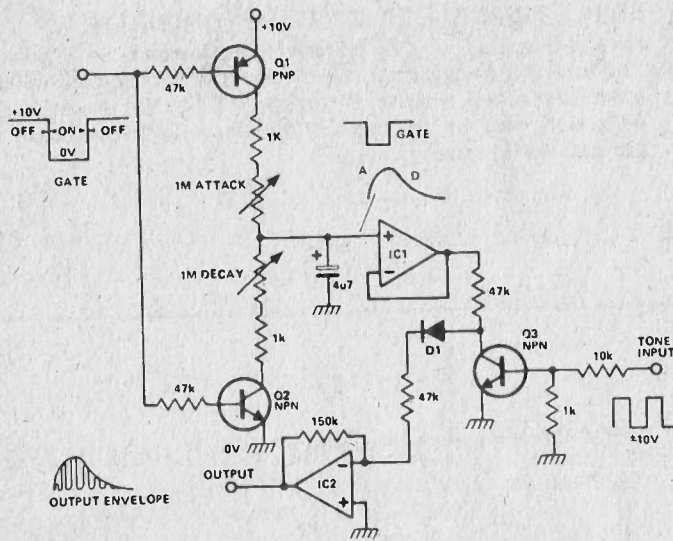 +10V
Q1
PNP
47k
+10V
OFF ON OFF
0V
GATE
1K
GATE
1M ATTACK
A
D
+
IC1
-
+
4u7
1M DECAY
47k
1k
D1
Q3
NPN
10k
TONE
INPUT
47k
1k
±10V
47k
Q2
NPN
0V
150k
OUTPUT
-
IC2
+
OUTPUT ENVELOPE